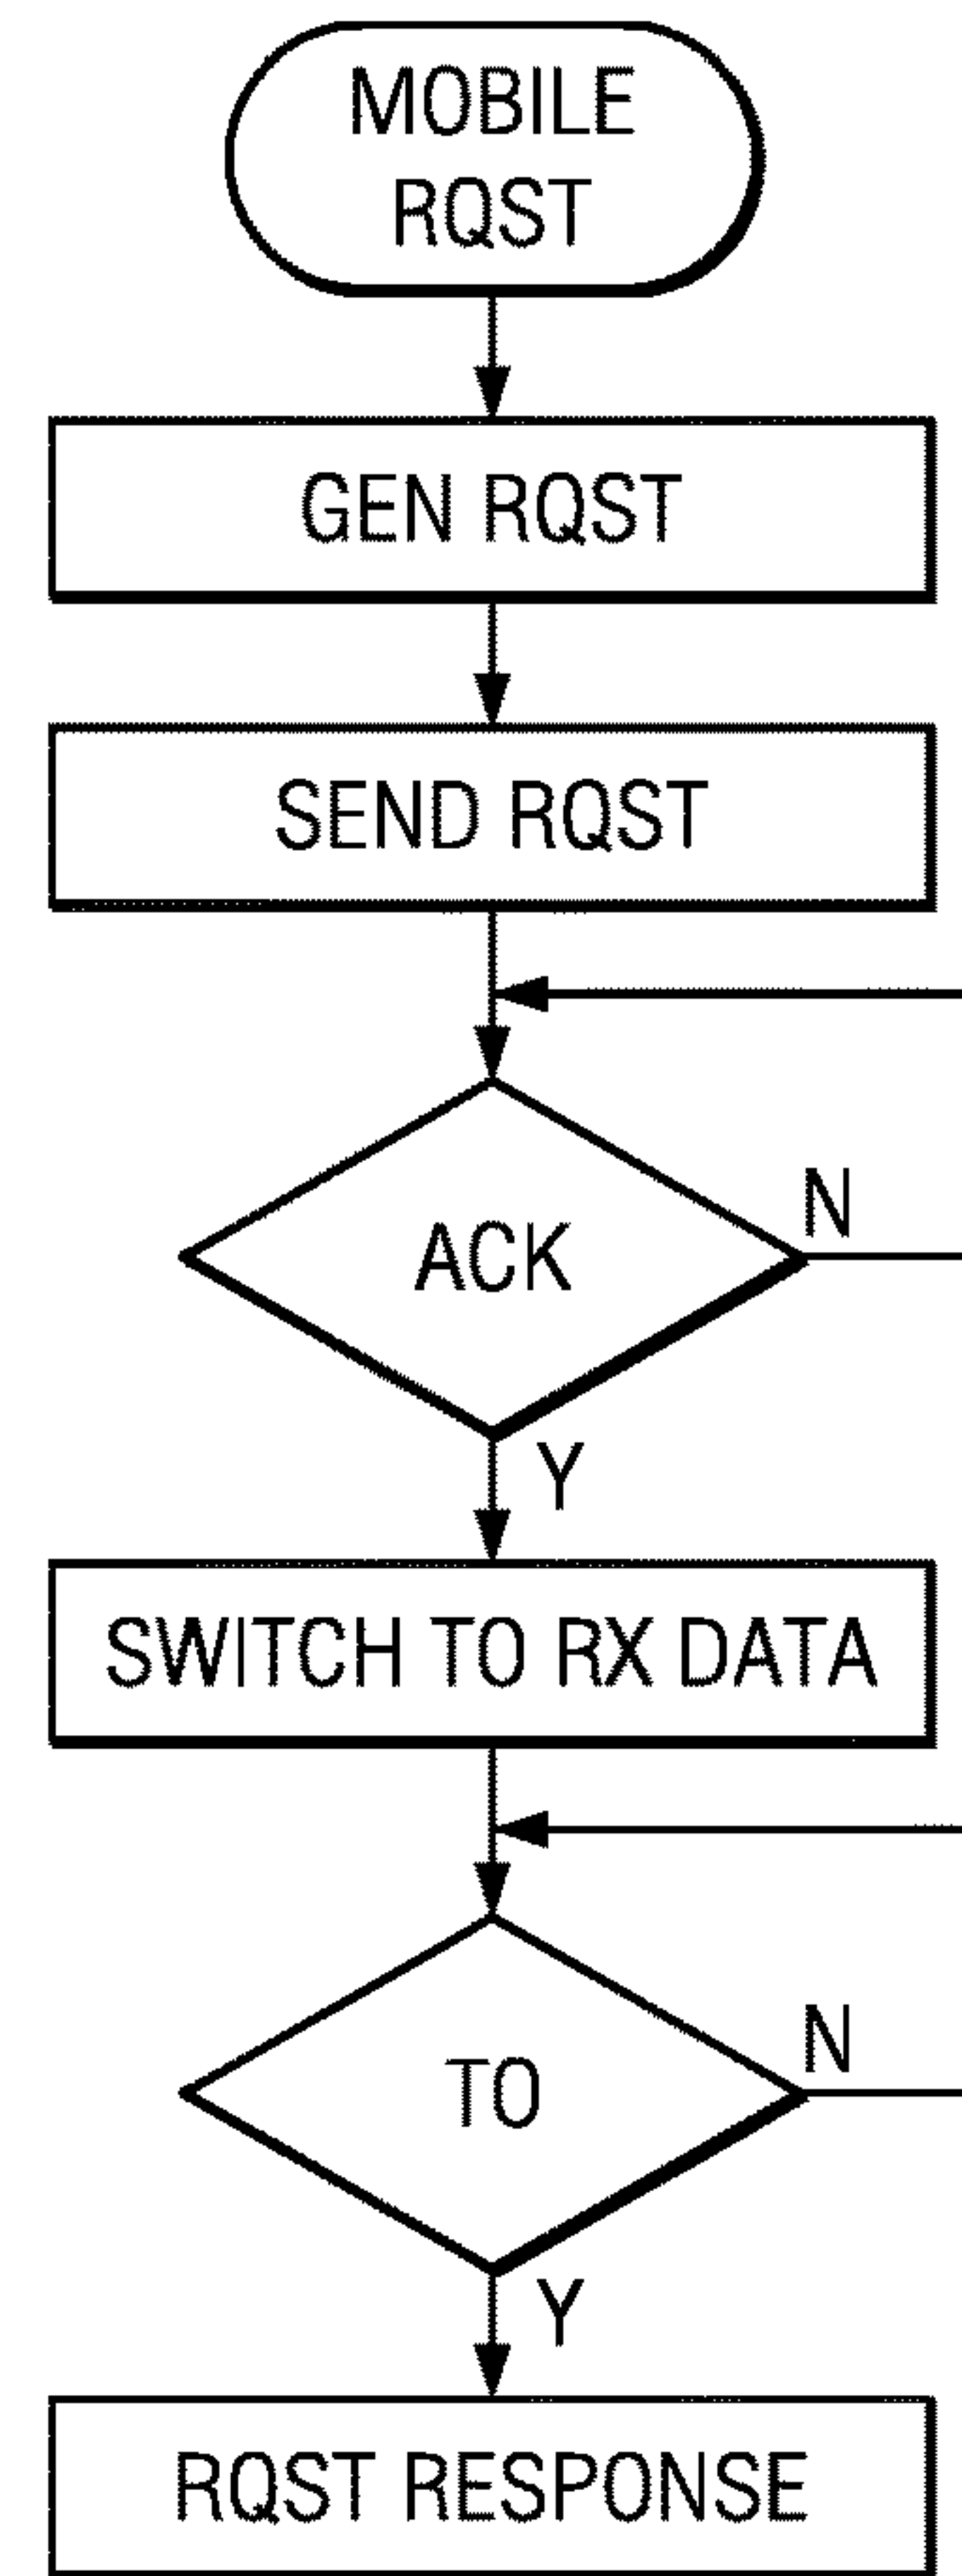 MOBILE
RQST
GEN RQST
SEND RQST
ACK
N
Y
SWITCH TO RX DATA
TO
N
Y
RQST RESPONSE